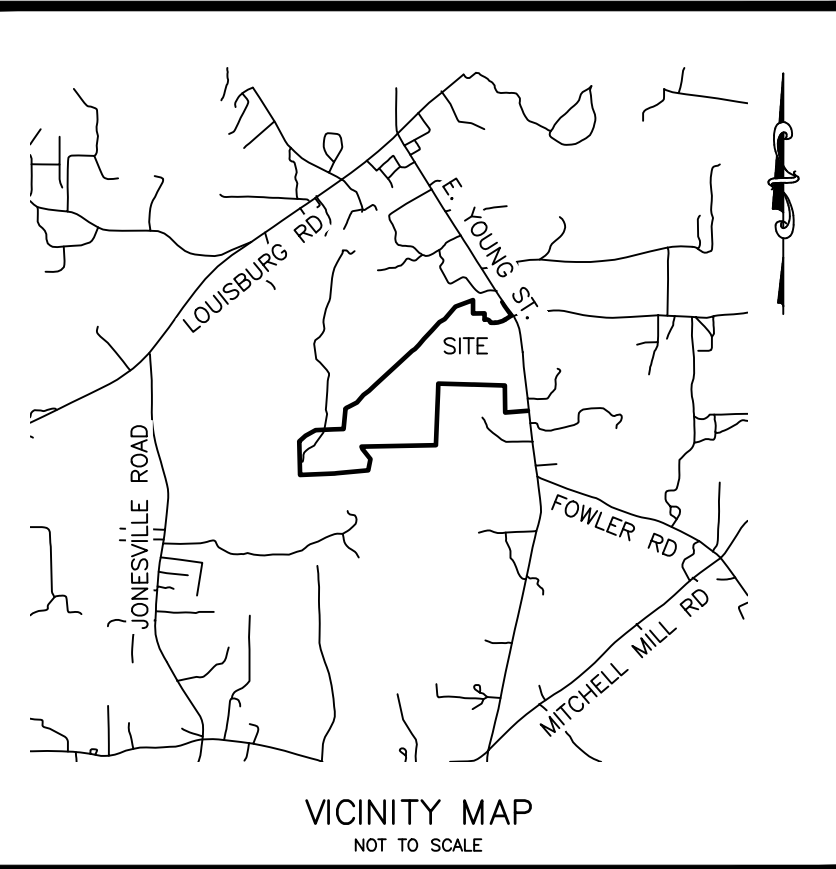 E. YOUNG ST.
LOUISBURG RD
SITE
JONESVILLE ROAD
FOWLER RD
MITCHELL MILL RD
VICINITY MAP
NOT TO SCALE